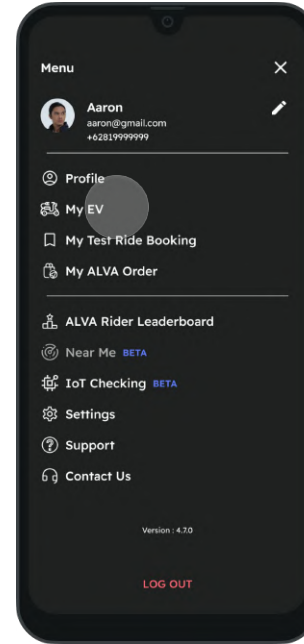 Menu
Aaron
aaron@gmail.com
+62819999999
Profile
My EV
My Test Ride Booking
My ALVA Order
ALVA Rider Leaderboard
Near Me BETA
IoT Checking BETA
Settings
Support
Contact Us
Version : 4.7.0
LOG OUT